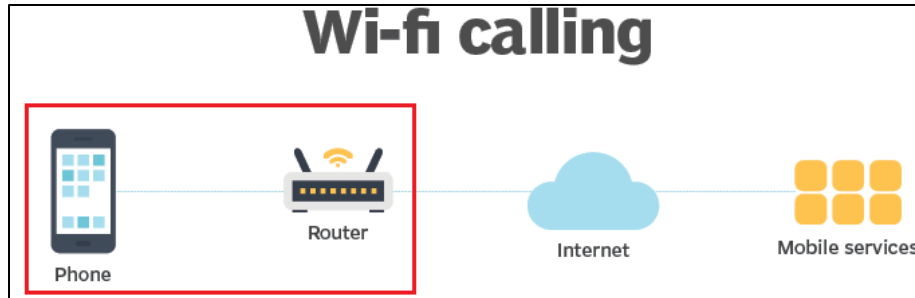 Wi-fi calling
Phone
Router
Internet
Mobile services